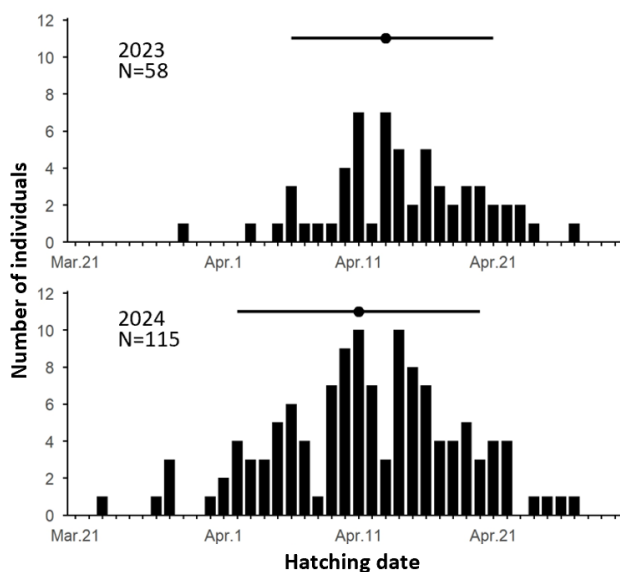 12
10
8
6
4
2
0
2023
N=58
Mar.21 Apr.1 Apr.11 Apr.21
Number of individuals
12
10
8
6
4
2
0
2024
N=115
Mar.21 Apr.1 Apr.11 Apr.21
Hatching date